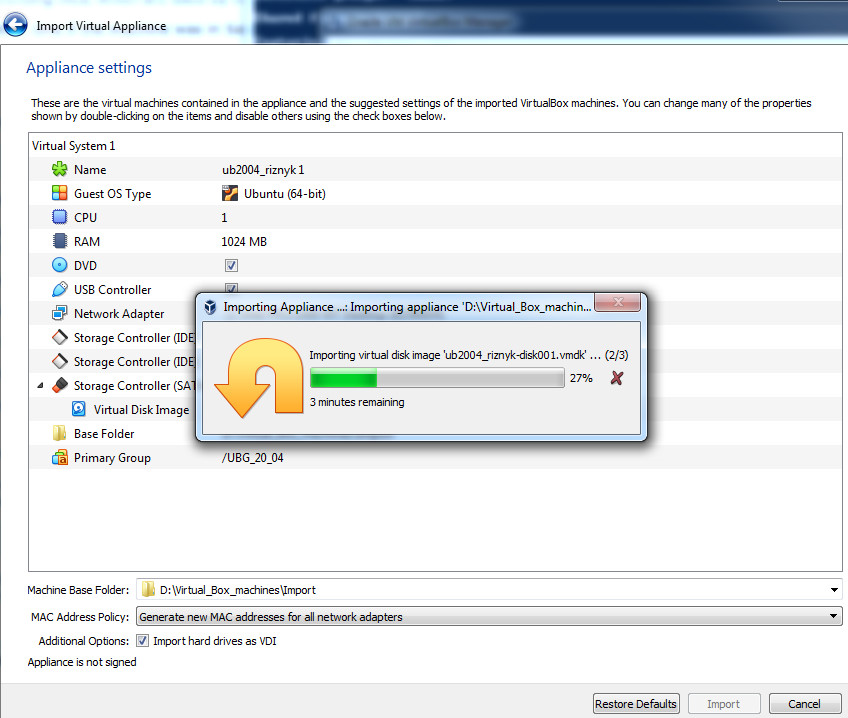 Import Virtual Appliance
Appliance settings
These are the virtual machines contained in the appliance and the suggested settings of the imported VirtualBox machines. You can change many of the properties
shown by double-clicking on the items and disable others using the check boxes below.
Virtual System 1
Name ub2004_riznyk 1
Guest OS Type Ubuntu (64-bit)
CPU 1
RAM 1024 MB
DVD
USB Controller
Importing Appliance ...: Importing appliance 'D:\Virtual_Box_machin...
Network Adapter
Storage Controller (IDE
Importing virtual disk image 'ub2004_riznyk-disk001.vmdk' ... (2/3)
Storage Controller (IDE
27%
Storage Controller (SAT
3 minutes remaining
Virtual Disk Image
Base Folder
Primary Group /UBG_20_04
Machine Base Folder: D:\Virtual_Box_machines\Import
MAC Address Policy: Generate new MAC addresses for all network adapters
Additional Options: Import hard drives as VDI
Appliance is not signed
Restore Defaults Import Cancel